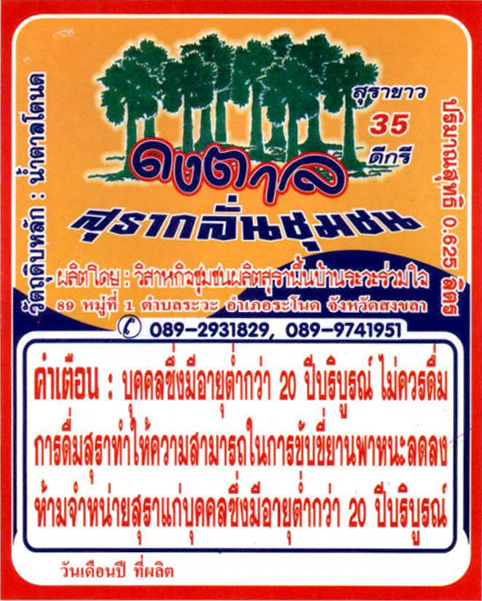 สุราขาว
35
ดีกรี
ดงตาล
สุรากลั่นชุมชน
วัตถุดิบหลัก : น้ำตาลโตนด
ปริมาณสุทธิ 0.625 ลิตร
ผลิตโดย : วิสาหกิจชุมชนผลิตสุราพื้นบ้านระวะร่วมใจ
89 หมู่ที่ 1 ตำบลระวะ อำเภอระโนด จังหวัดสงขลา
089-2931829, 089-9741951
คำเตือน : บุคคลซึ่งมีอายุต่ำกว่า 20 ปีบริบูรณ์ ไม่ควรดื่ม
การดื่มสุราทำให้ความสามารถในการขับขี่ยานพาหนะลดลง
ห้ามจำหน่ายสุราแก่บุคคลซึ่งมีอายุต่ำกว่า 20 ปีบริบูรณ์
วันเดือนปี ที่ผลิต